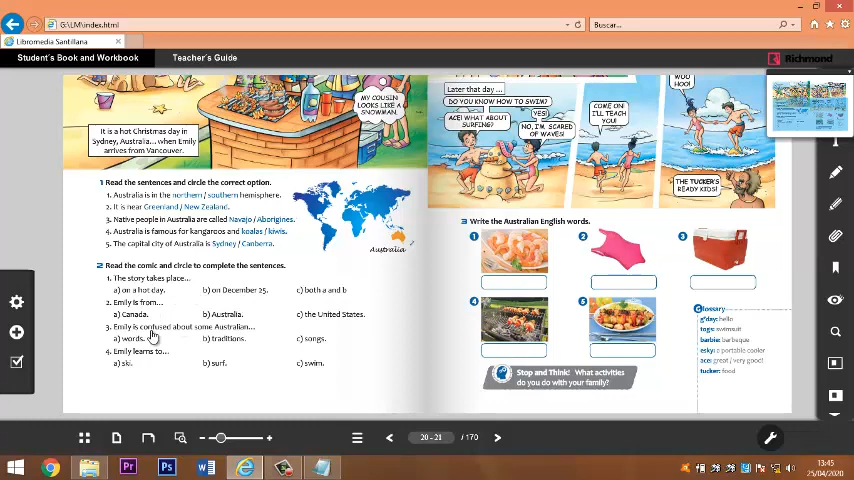 G:\LM\index.html
Buscar...
Libromedia Santillana
Student's Book and Workbook
Teacher's Guide
Richmond
MY COUSIN
LOOKS LIKE A
SNOWMAN.
It is a hot Christmas day in
Sydney, Australia... when Emily
arrives from Vancouver.
1 Read the sentences and circle the correct option.
1. Australia is in the northern / southern hemisphere.
2. It is near Greenland / New Zealand.
3. Native people in Australia are called Navajo / Aborigines.
4. Australia is famous for kangaroos and koalas / kiwis.
5. The capital city of Australia is Sydney / Canberra.
Australia
2 Read the comic and circle to complete the sentences.
1. The story takes place...
a) on a hot day. b) on December 25. c) both a and b
2. Emily is from...
a) Canada. b) Australia. c) the United States.
3. Emily is confused about some Australian...
a) words. b) traditions. c) songs.
4. Emily learns to...
a) ski. b) surf. c) swim.
Later that day ...
DO YOU KNOW HOW TO SWIM?
YES!
ACE! WHAT ABOUT
SURFING?
NO, I'M SCARED
OF WAVES!
COME ON!
I'LL TEACH
YOU!
WOO
HOO!
THE TUCKER'S
READY KIDS!
3 Write the Australian English words.
1
2
3
4
5
Stop and Think! What activities
do you do with your family?
Glossary
g'day: hello
togs: swimsuit
barbie: barbeque
esky: a portable cooler
ace: great / very good!
tucker: food
20 - 21 / 170
13:45
25/04/2020